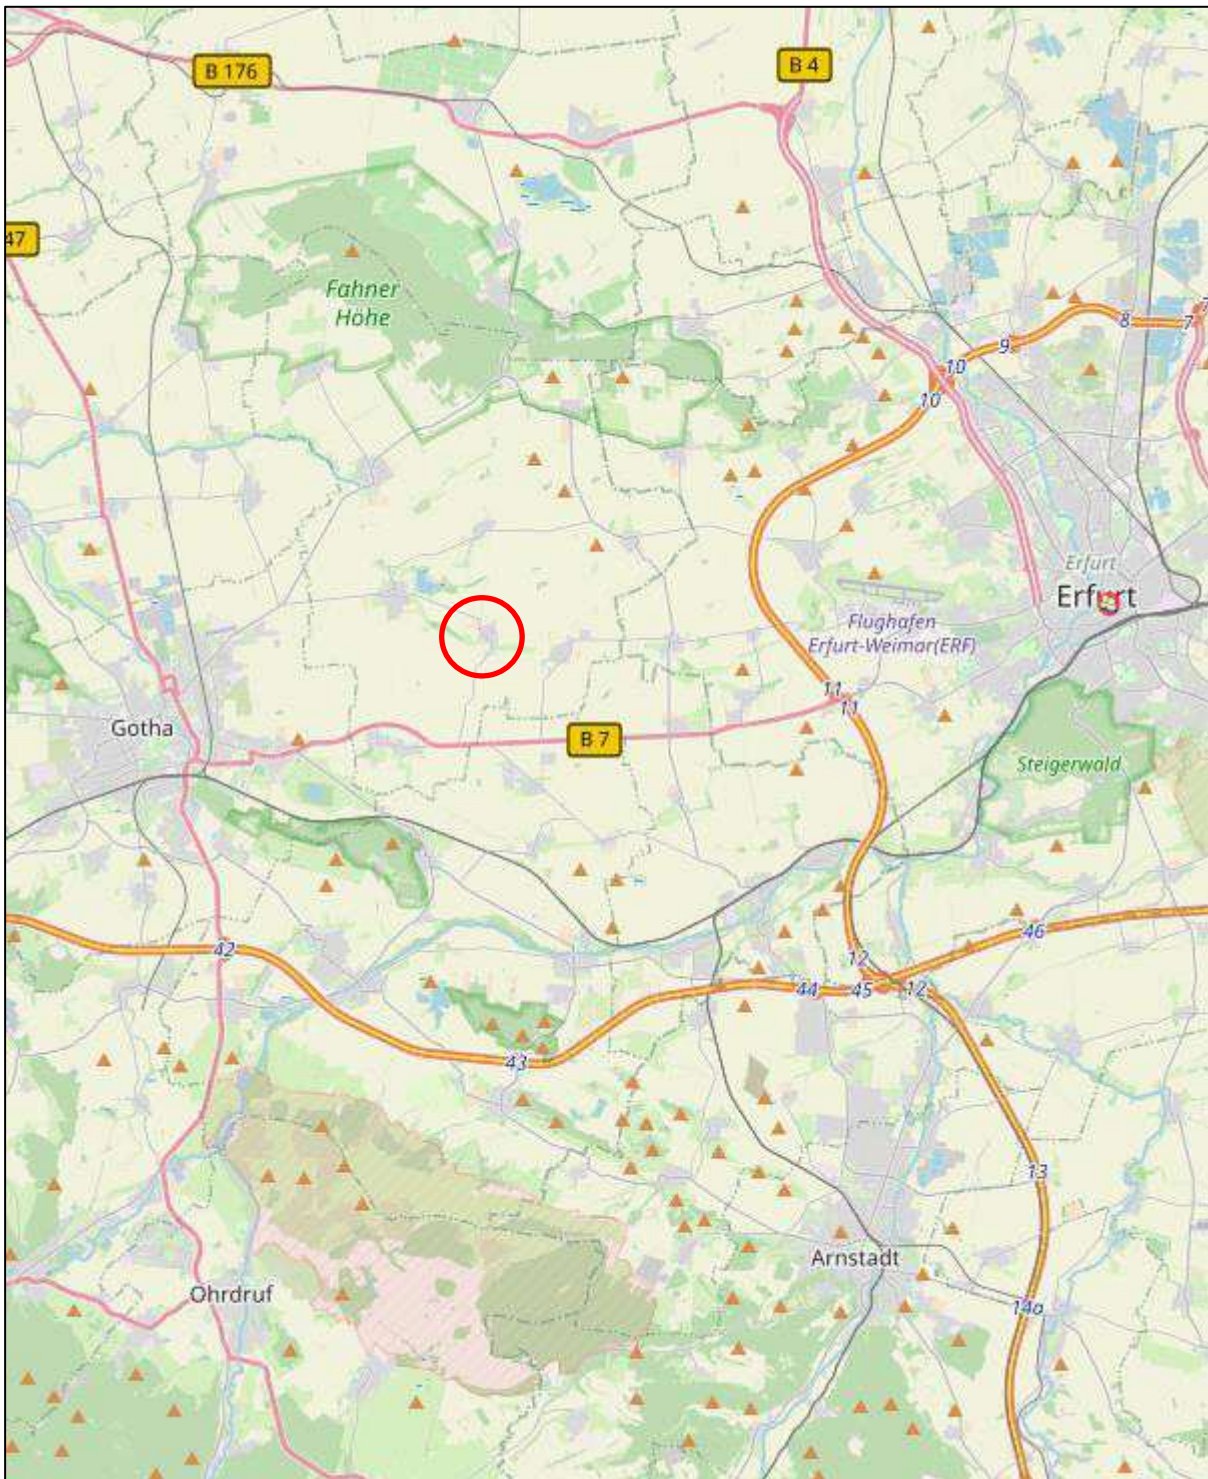 B 176
B 4
47
Fahner
Höhe
7
8
7
9
10
10
Erfurt
Erfurt
Flughafen
Erfurt-Weimar(ERF)
11
11
Gotha
B 7
Steigerwald
42
46
12
44
45
12
43
13
Arnstadt
Ohrdruf
14a